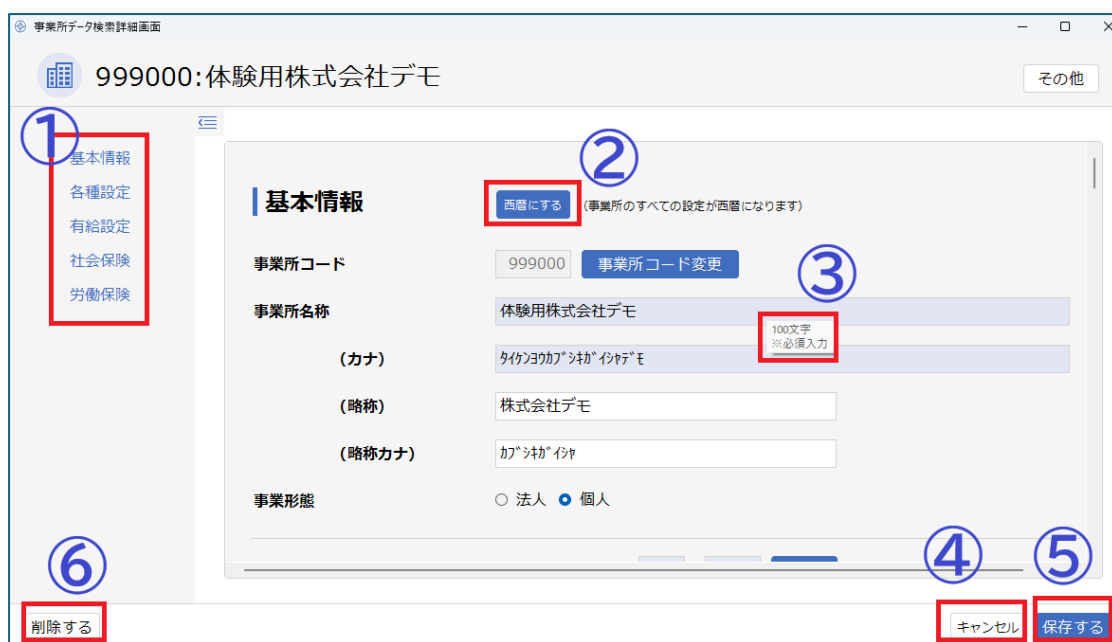 事業所データ検索詳細画面
999000:体験用株式会社デモ
その他
①
基本情報
各種設定
有給設定
社会保険
労働保険
②
基本情報
西暦にする
(事業所のすべての設定が西暦になります)
事業所コード
999000
事業所コード変更
③
事業所名称
体験用株式会社デモ
100文字
※必須入力
(カナ)
ﾀｲｹﾝﾖｳｶﾌﾞｼｷｶﾞｲｼｬﾃﾞﾓ
(略称)
株式会社デモ
(略称カナ)
ｶﾌﾞｼｷｶﾞｲｼｬ
事業形態
法人
個人
⑥
④
⑤
削除する
キャンセル
保存する